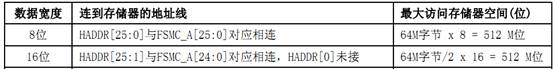 数据宽度 连到存储器的地址线 最大访问存储器空间(位)
8位 HADDR[25:0]与FSMC_A[25:0]对应相连 64M字节 x 8 = 512 M位
16位 HADDR[25:1]与FSMC_A[24:0]对应相连，HADDR[0]未接 64M字节/2 x 16 = 512 M位